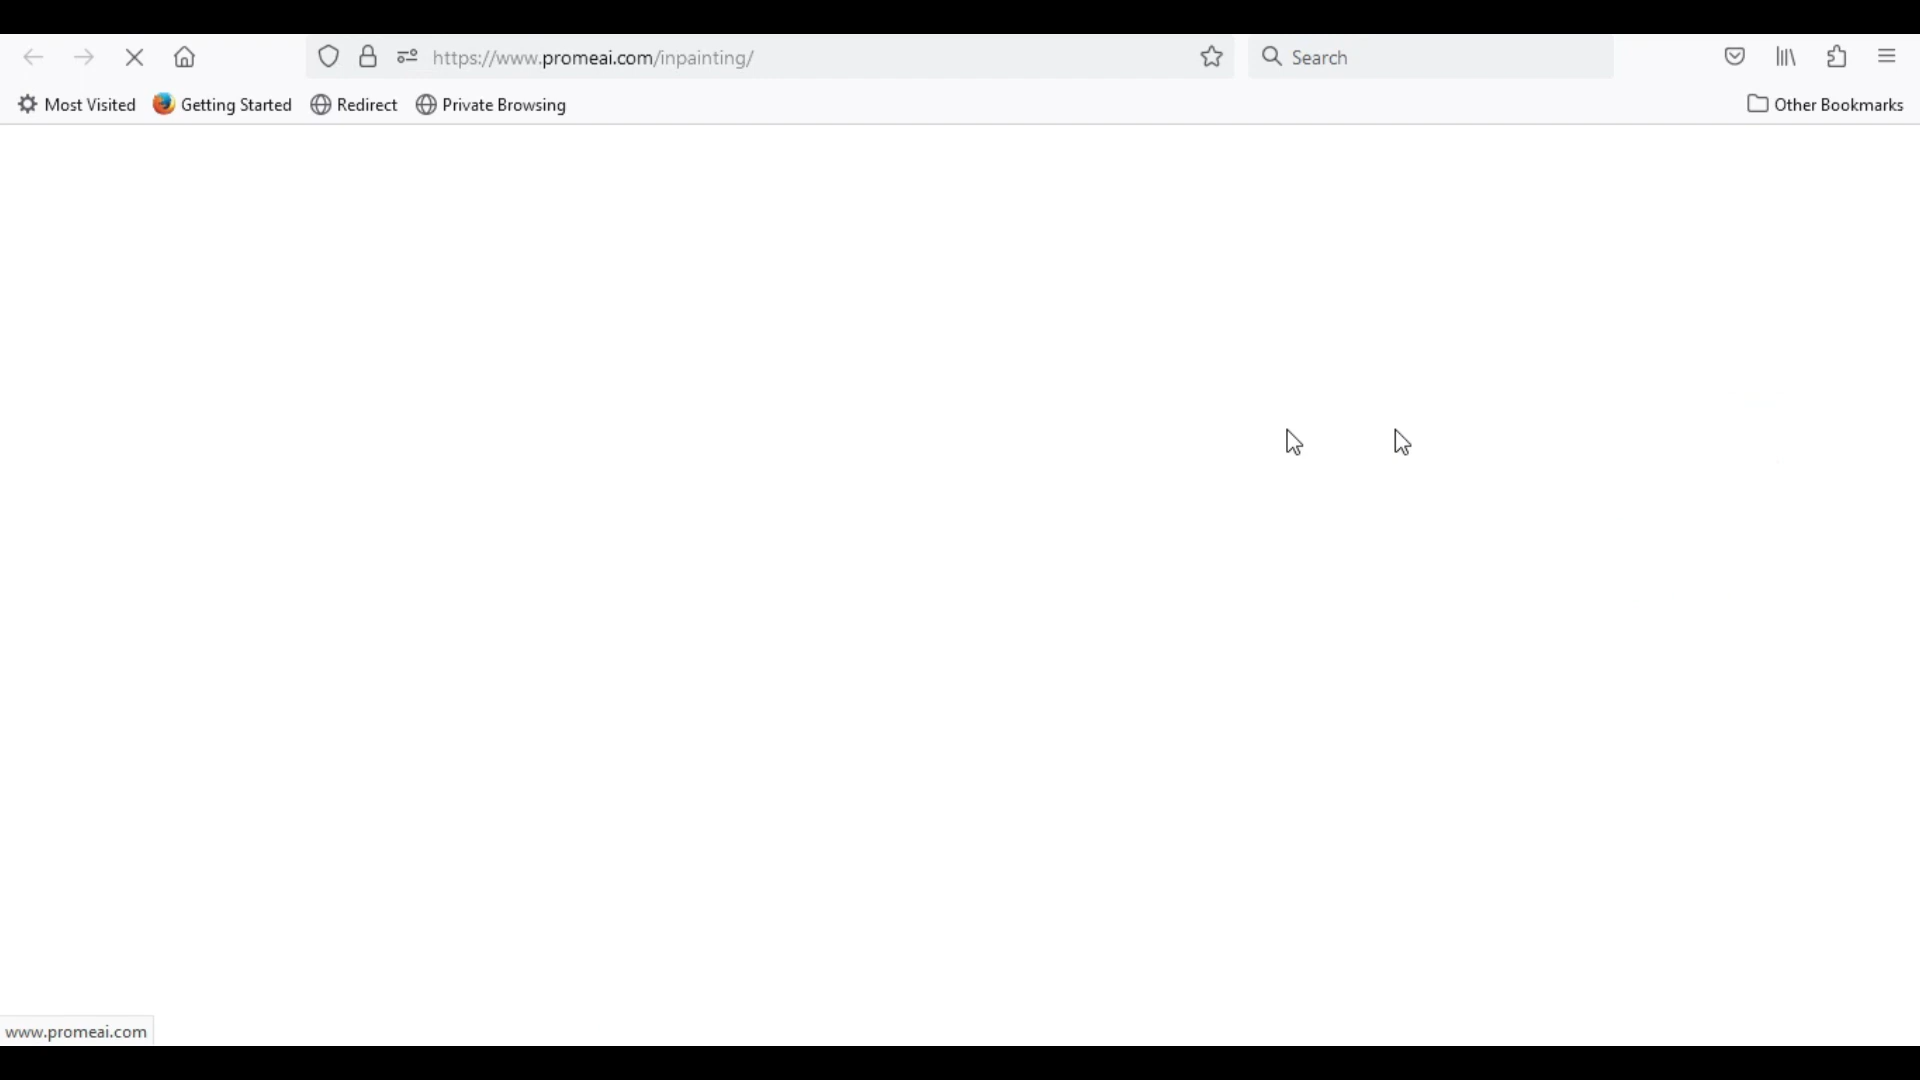 https://www.promeai.com/inpainting/
Search
Most Visited
Getting Started
Redirect
Private Browsing
Other Bookmarks
www.promeai.com